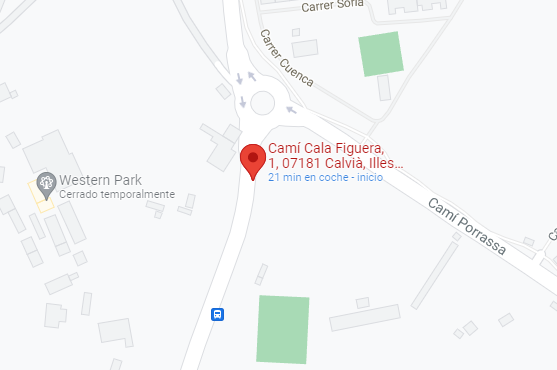 Carrer Sofia
Carrer Cuenca
Camí Cala Figuera,
1, 07181 Calvià, Illes...
21 min en coche - inicio
Western Park
Cerrado temporalmente
Camí Porrassa